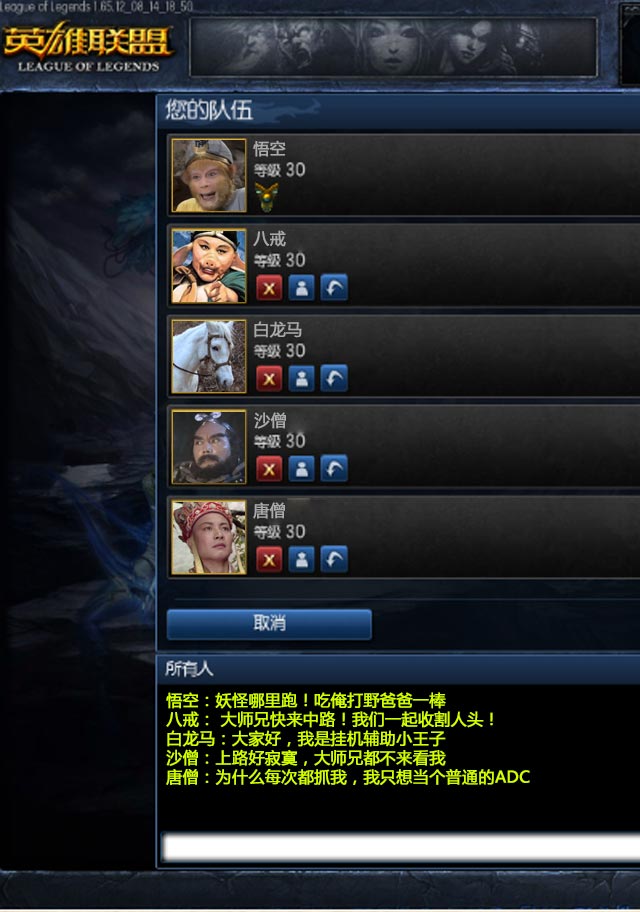 League of Legends 1.65.12_08_14_18_50
英雄联盟
LEAGUE OF LEGENDS
您的队伍
悟空
等级 30
八戒
等级 30
白龙马
等级 30
沙僧
等级 30
唐僧
等级 30
取消
所有人
悟空：妖怪哪里跑！吃俺打野爸爸一棒
八戒： 大师兄快来中路！我们一起收割人头！
白龙马：大家好，我是挂机辅助小王子
沙僧：上路好寂寞，大师兄都不来看我
唐僧：为什么每次都抓我，我只想当个普通的ADC